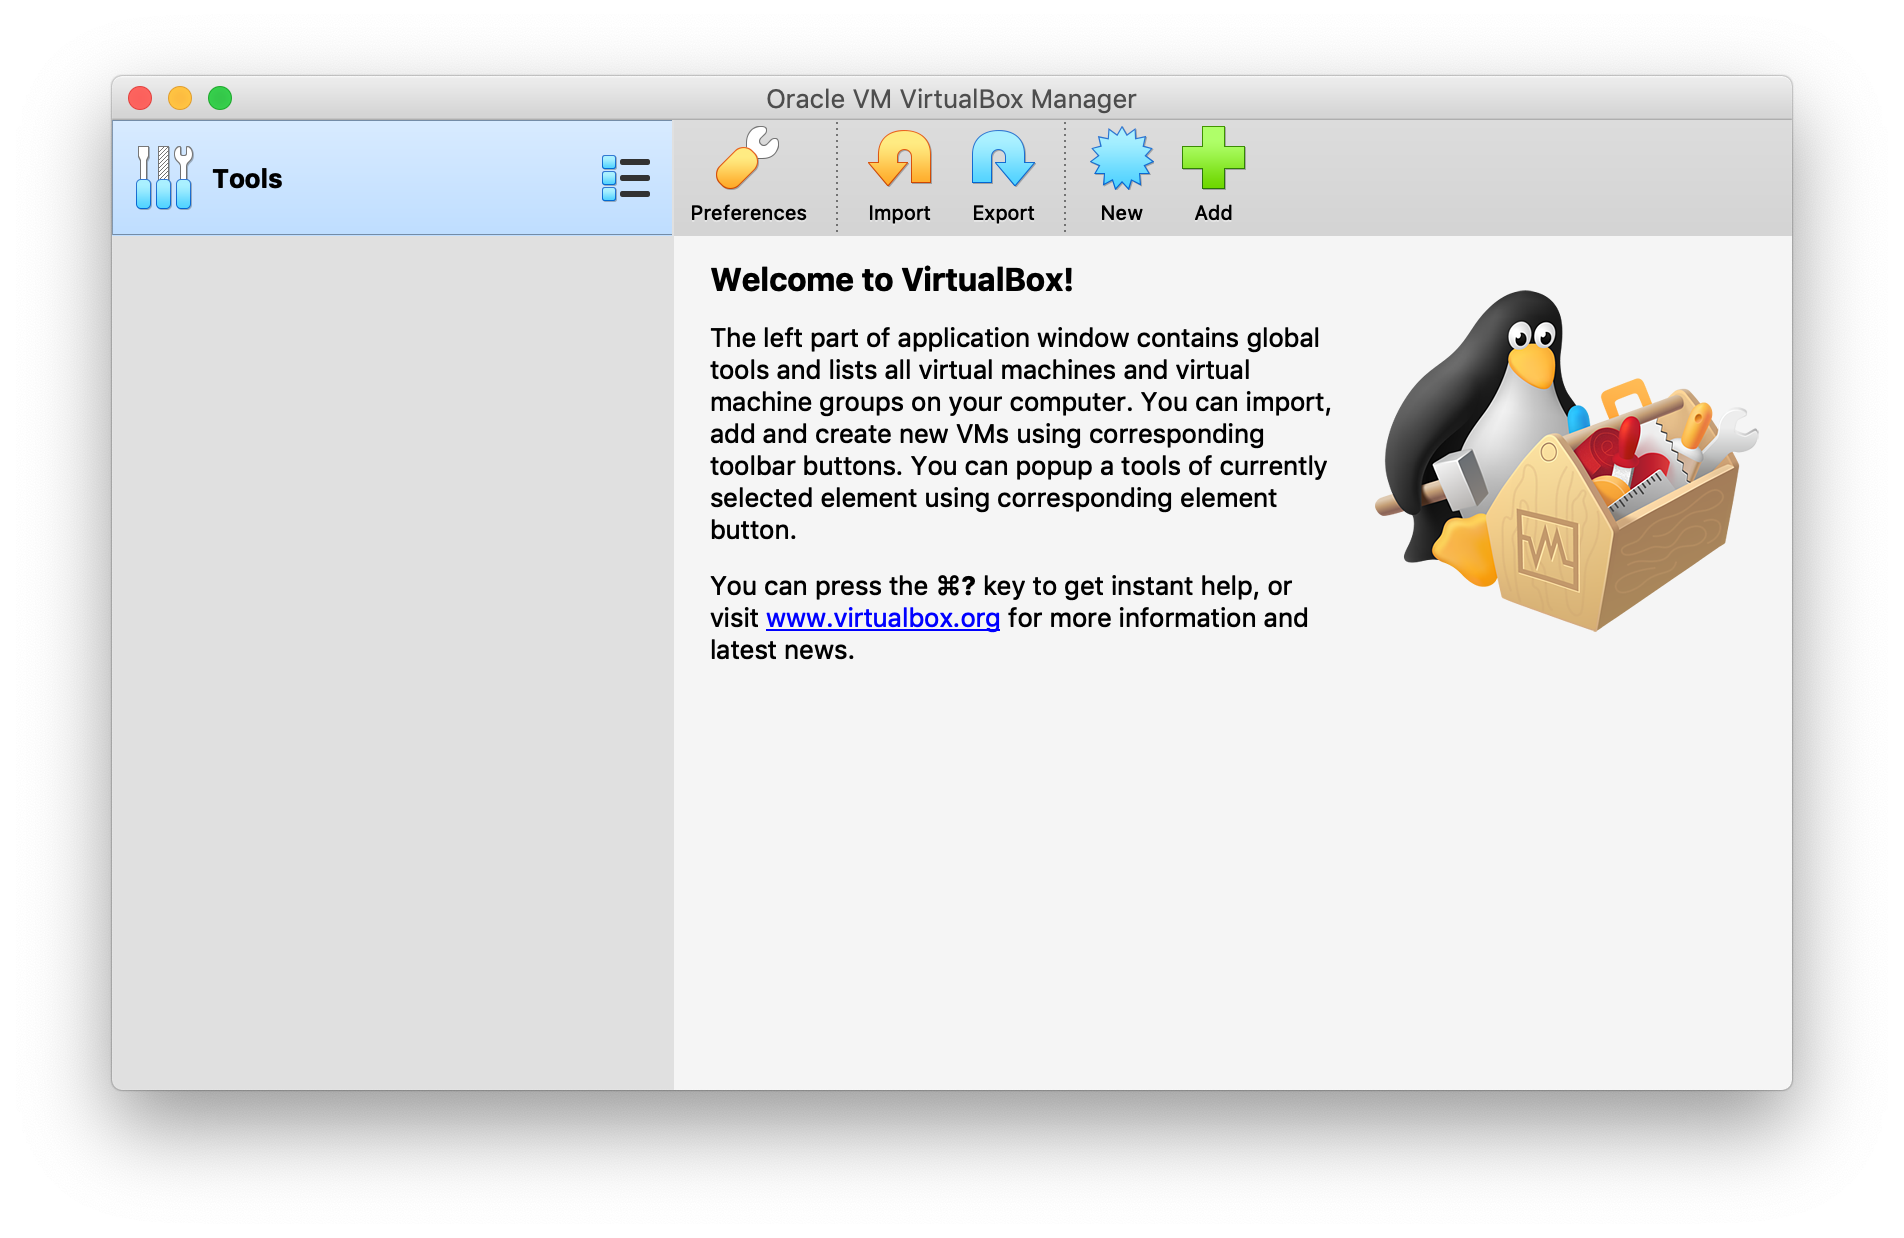 Oracle VM VirtualBox Manager
Tools
Preferences
Import
Export
New
Add
Welcome to VirtualBox!
The left part of application window contains global
tools and lists all virtual machines and virtual
machine groups on your computer. You can import,
add and create new VMs using corresponding
toolbar buttons. You can popup a tools of currently
selected element using corresponding element
button.
You can press the ⌘? key to get instant help, or
visit www.virtualbox.org for more information and
latest news.